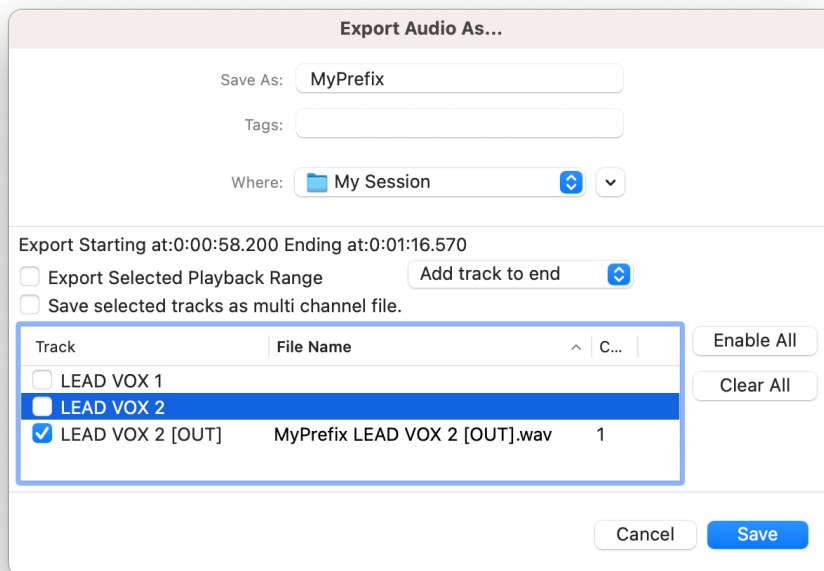 Export Audio As...
Save As: MyPrefix
Tags:
Where: My Session
Export Starting at:0:00:58.200 Ending at:0:01:16.570
Export Selected Playback Range Add track to end
Save selected tracks as multi channel file.
Track File Name C...
Enable All
LEAD VOX 1
Clear All
LEAD VOX 2
LEAD VOX 2 [OUT] MyPrefix LEAD VOX 2 [OUT].wav 1
Cancel Save